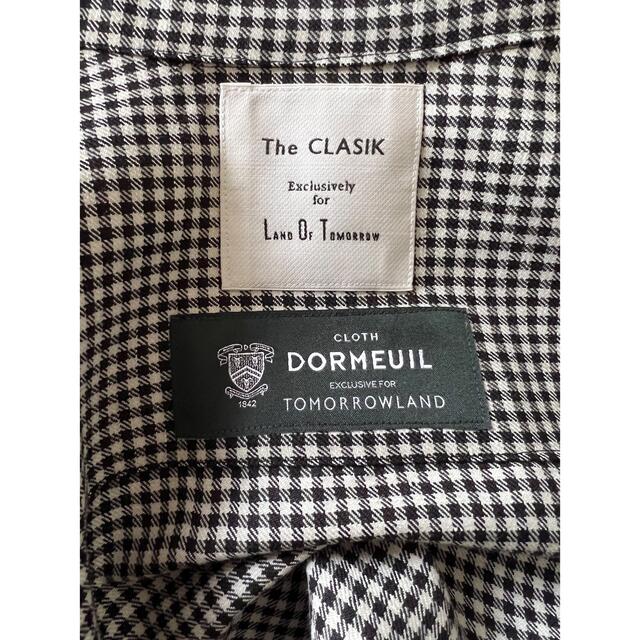 The CLASIK
Exclusively
for
LAND OF TOMORROW
CLOTH
DORMEUIL
EXCLUSIVE FOR
TOMORROWLAND
1842